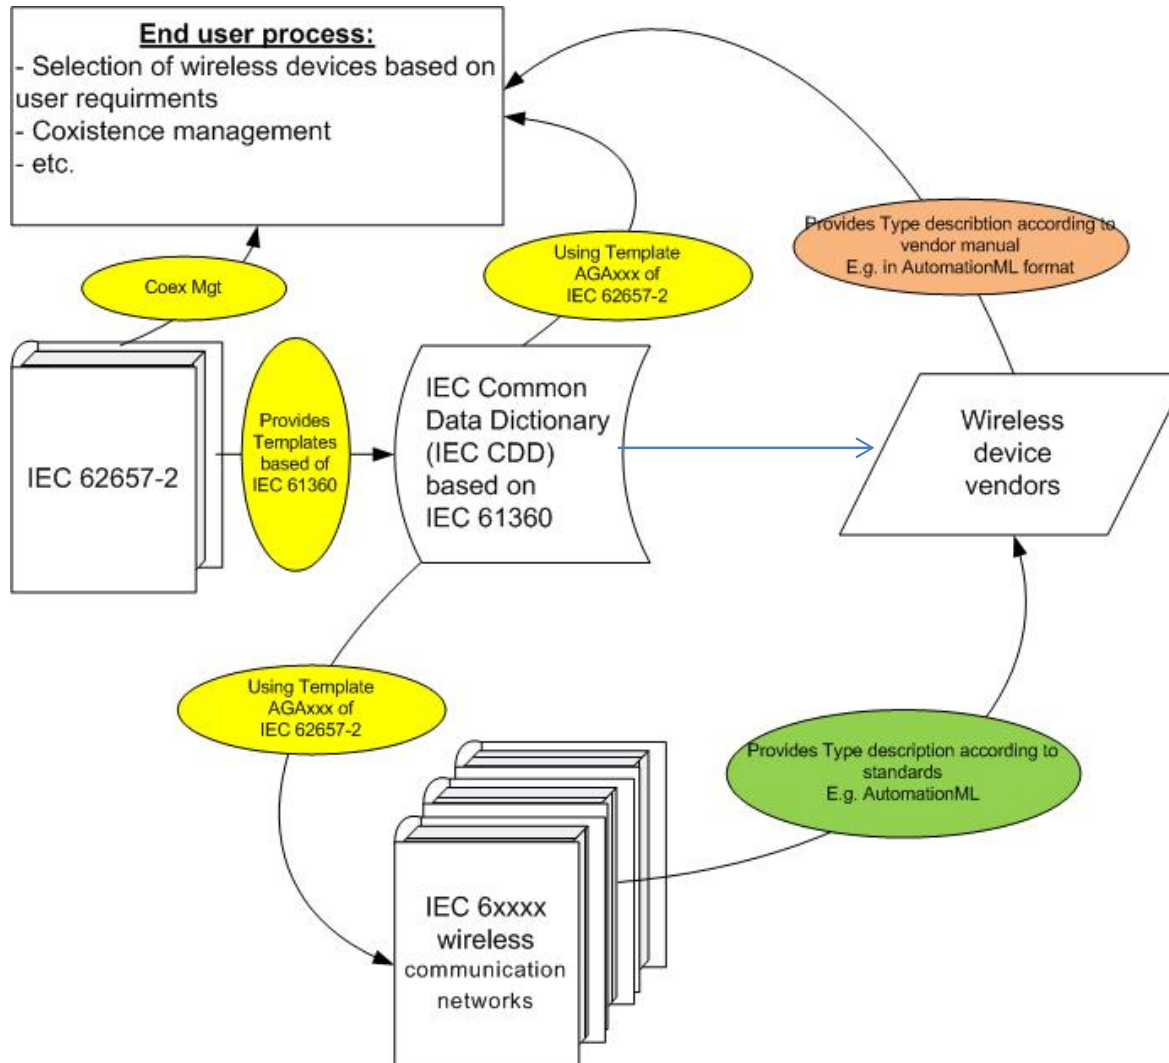 End user process:
- Selection of wireless devices based on
user requirments
- Coxistence management
- etc.
Provides Type describtion according to
vendor manual
E.g. in AutomationML format
Using Template
AGAxxx of
IEC 62657-2
Coex Mgt
IEC 62657-2
Provides
Templates
based of
IEC 61360
IEC Common
Data Dictionary
(IEC CDD)
based on
IEC 61360
Wireless
device
vendors
Using Template
AGAxxx of
IEC 62657-2
Provides Type description according to
standards
E.g. AutomationML
IEC 6xxxx
wireless
communication
networks